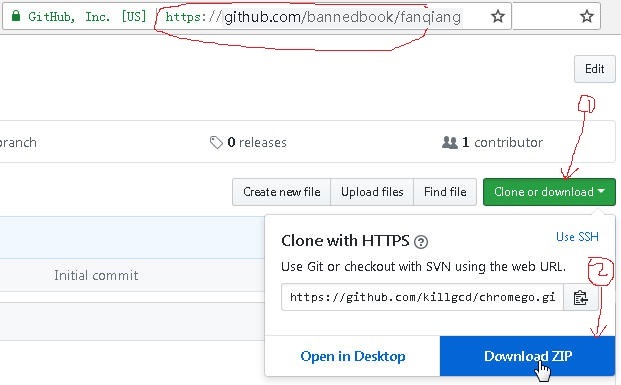 GitHub, Inc. [US] https://github.com/bannedbook/fanqiang
Edit
1
ranch
0 releases
1 contributor
Create new file
Upload files
Find file
Clone or download
Clone with HTTPS
Use SSH
Use Git or checkout with SVN using the web URL.
2
Initial commit
https://github.com/killgcd/chromego.gi
Open in Desktop
Download ZIP